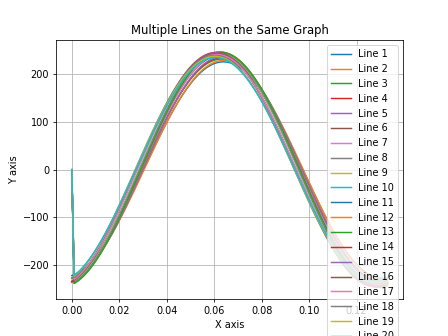 Multiple Lines on the Same Graph
Y axis
200
100
0
−100
−200
0.00 0.02 0.04 0.06 0.08 0.10
X axis
Line 1
Line 2
Line 3
Line 4
Line 5
Line 6
Line 7
Line 8
Line 9
Line 10
Line 11
Line 12
Line 13
Line 14
Line 15
Line 16
Line 17
Line 18
Line 19
Line 20